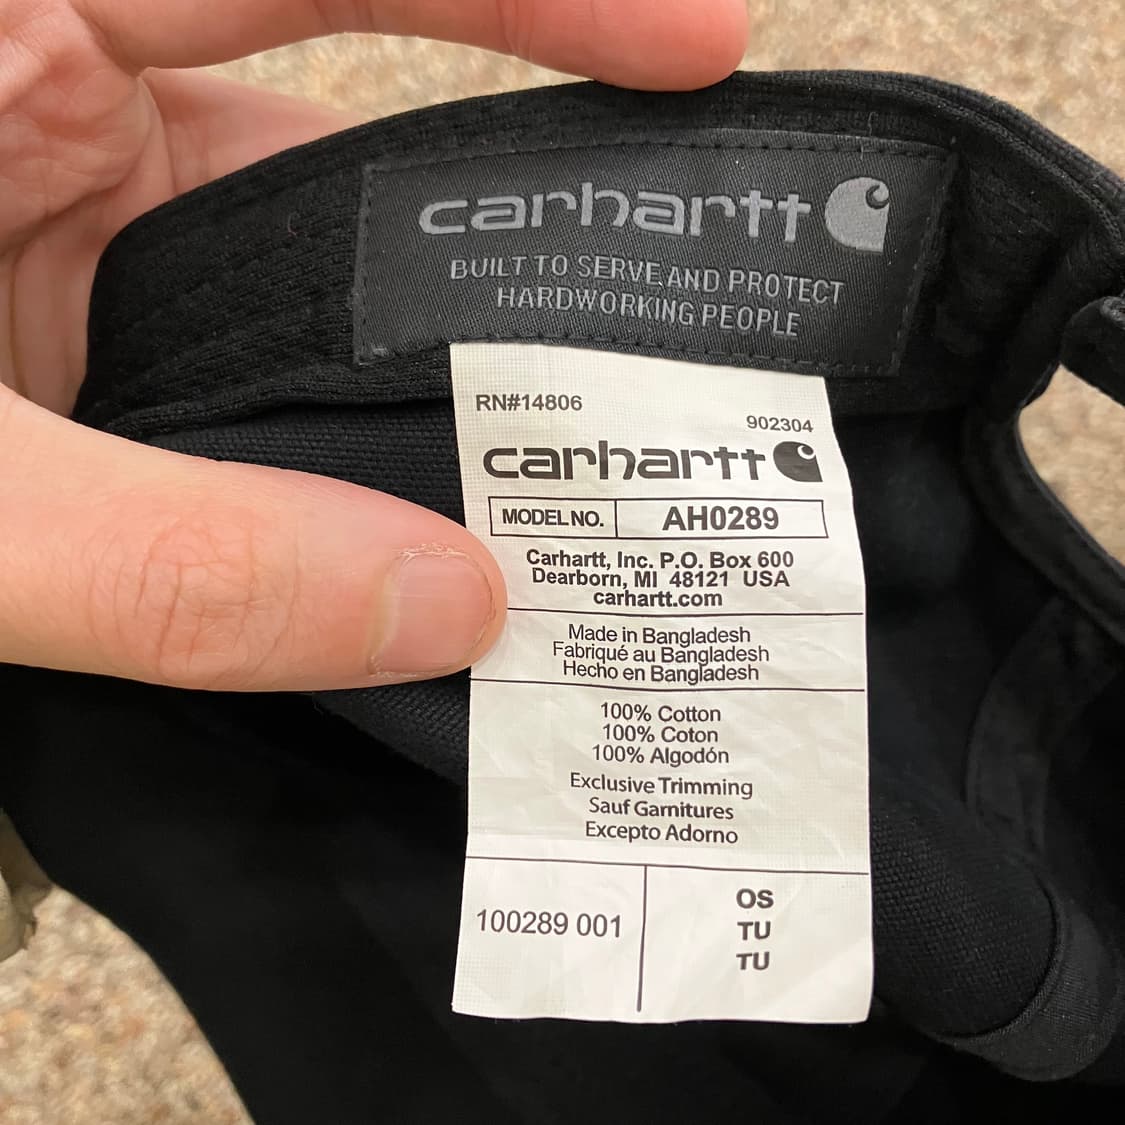 carhartt
BUILT TO SERVE AND PROTECT
HARDWORKING PEOPLE
RN#14806
902304
carhartt
MODEL NO. AH0289
Carhartt, Inc. P.O. Box 600
Dearborn, MI 48121 USA
carhartt.com
Made in Bangladesh
Fabriqué au Bangladesh
Hecho en Bangladesh
100% Cotton
100% Coton
100% Algodón
Exclusive Trimming
Sauf Garnitures
Excepto Adorno
100289 001
OS
TU
TU